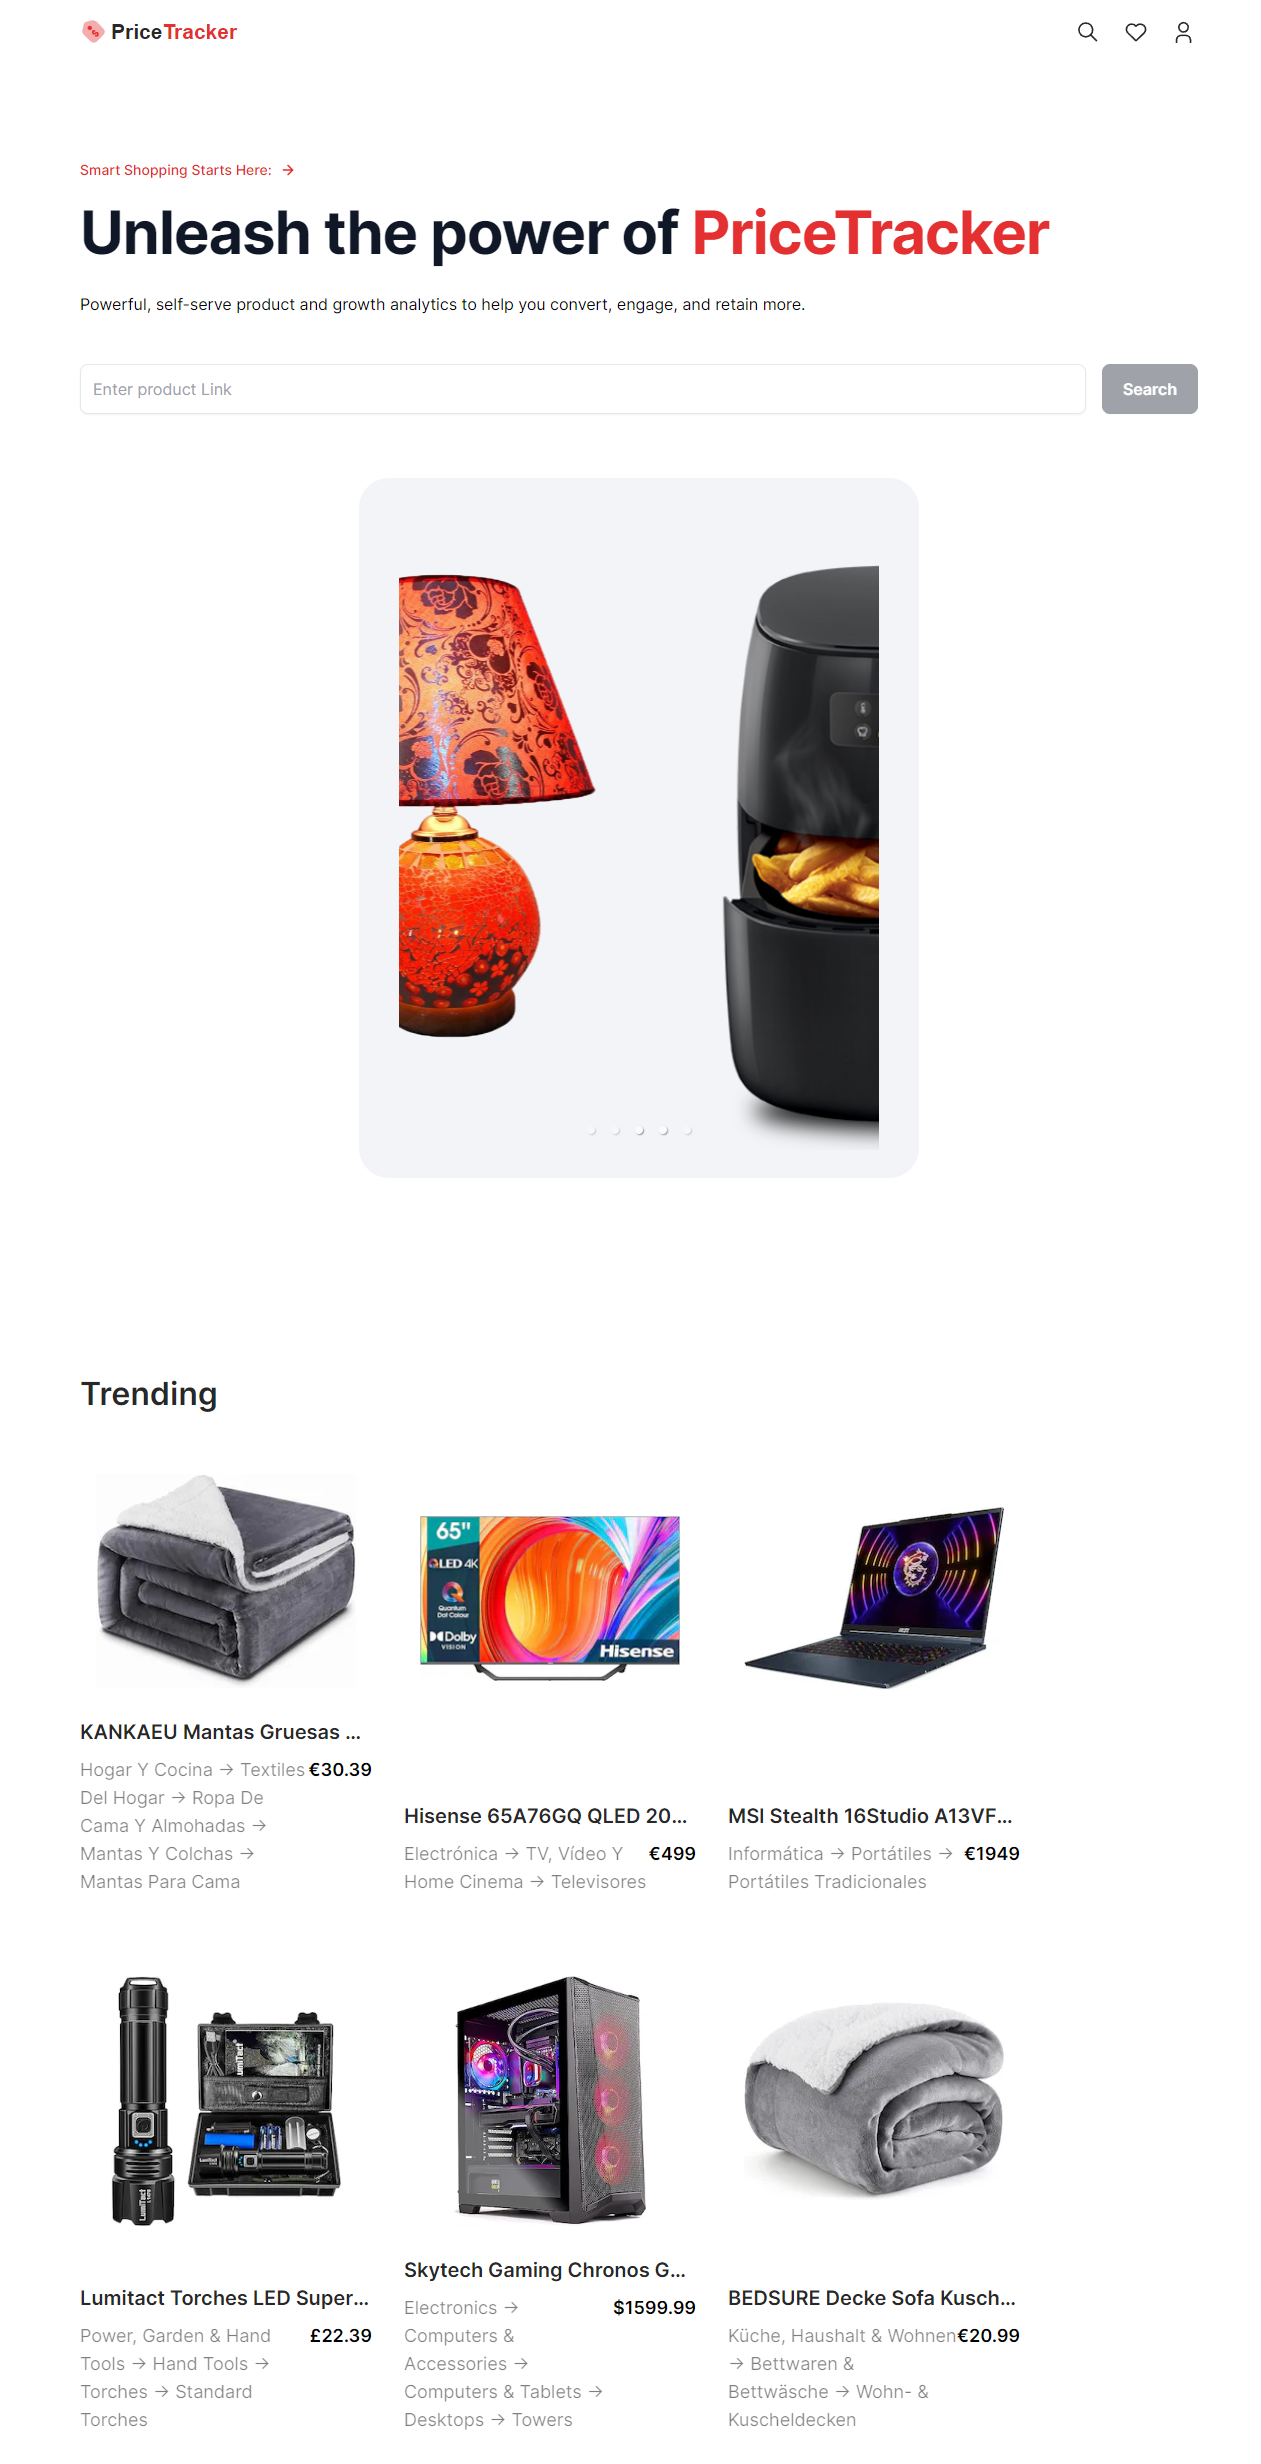 PriceTracker
Smart Shopping Starts Here: →
Unleash the power of PriceTracker
Powerful, self-serve product and growth analytics to help you convert, engage, and retain more.
Enter product Link
Search
Trending
65"
QLED 4K
Quantum
Dot Colour
Dolby
VISION
Hisense
KANKAEU Mantas Gruesas ...
Hogar Y Cocina → Textiles €30.39
Del Hogar → Ropa De
Cama Y Almohadas →
Mantas Y Colchas →
Mantas Para Cama
Hisense 65A76GQ QLED 20...
Electrónica → TV, Vídeo Y €499
Home Cinema → Televisores
MSI Stealth 16Studio A13VF...
Informática → Portátiles → €1949
Portátiles Tradicionales
LumiTact
Lumitact Torches LED Super...
Power, Garden & Hand £22.39
Tools → Hand Tools →
Torches → Standard
Torches
Skytech Gaming Chronos G...
Electronics → $1599.99
Computers &
Accessories →
Computers & Tablets →
Desktops → Towers
BEDSURE Decke Sofa Kusch...
Küche, Haushalt & Wohnen €20.99
→ Bettwaren &
Bettwäsche → Wohn- &
Kuscheldecken